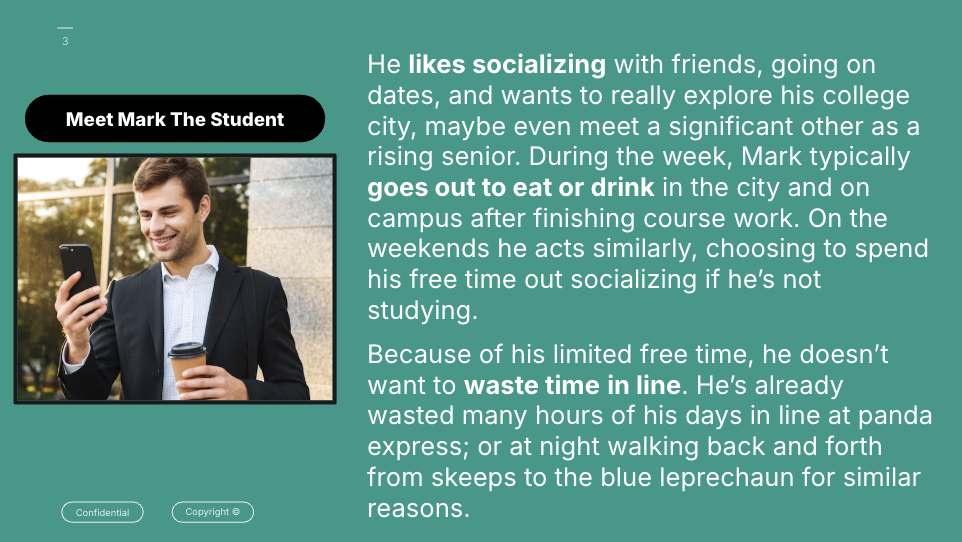 3
Meet Mark The Student
He likes socializing with friends, going on
dates, and wants to really explore his college
city, maybe even meet a significant other as a
rising senior. During the week, Mark typically
goes out to eat or drink in the city and on
campus after finishing course work. On the
weekends he acts similarly, choosing to spend
his free time out socializing if he’s not
studying.
Because of his limited free time, he doesn’t
want to waste time in line. He’s already
wasted many hours of his days in line at panda
express; or at night walking back and forth
from skeeps to the blue leprechaun for similar
reasons.
Confidential
Copyright ©